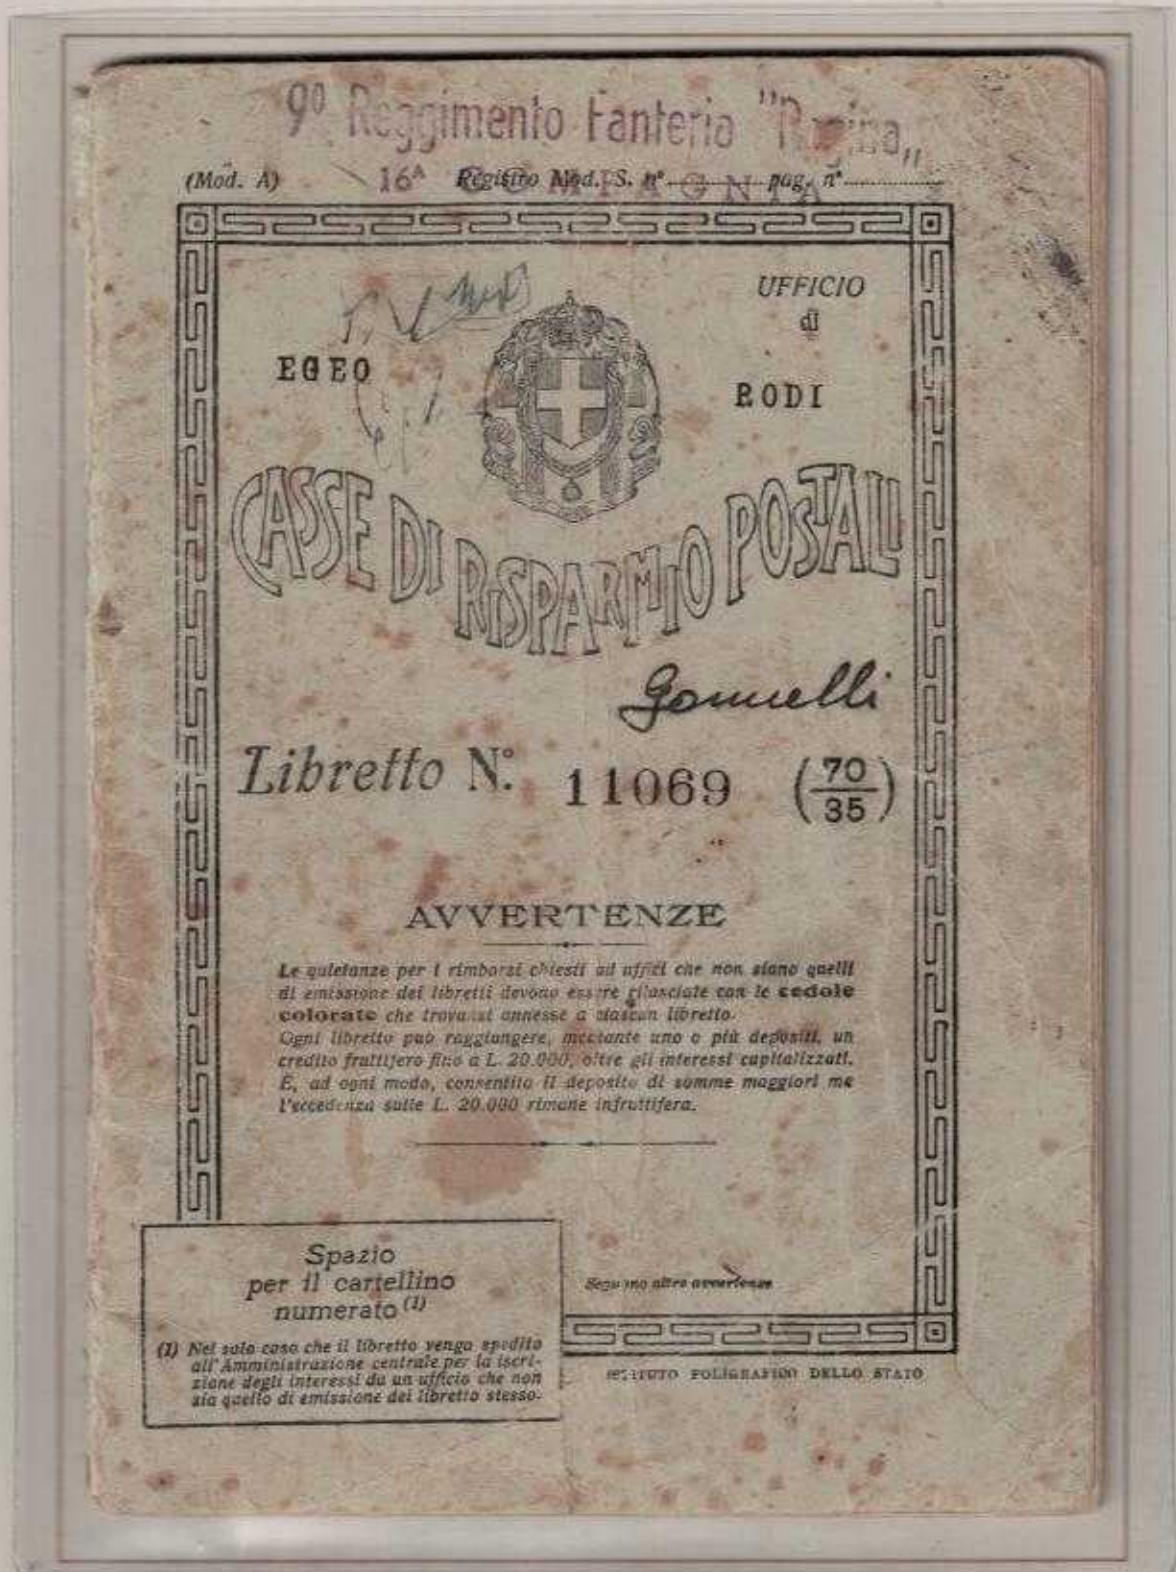 9º Reggimento Fanteria "Regina"
(Mod. A) 16ᴬ COMPAGNIA Registro Mod. S. nº pag. nº
UFFICIO
di
EGEO
RODI
CASSE DI RISPARMIO POSTALI
Libretto N.º 11069 (70/35)
AVVERTENZE
Le quietanze per i rimborsi chiesti ad uffici che non siano quelli
di emissione dei libretti devono essere rilasciate con le cedole
colorate che trovansi annesse a ciascun libretto.
Ogni libretto può raggiungere, mediante uno o più depositi, un
credito fruttifero fino a L. 20.000, oltre gli interessi capitalizzati.
È, ad ogni modo, consentito il deposito di somme maggiori ma
l'eccedenza sulle L. 20.000 rimane infruttifera.
Spazio
per il cartellino
numerato (1)
Seguono altre avvertenze
(1) Nel solo caso che il libretto venga spedito
all'Amministrazione centrale per la iscri-
zione degli interessi da un ufficio che non
sia quello di emissione del libretto stesso.
ISTITUTO POLIGRAFICO DELLO STATO